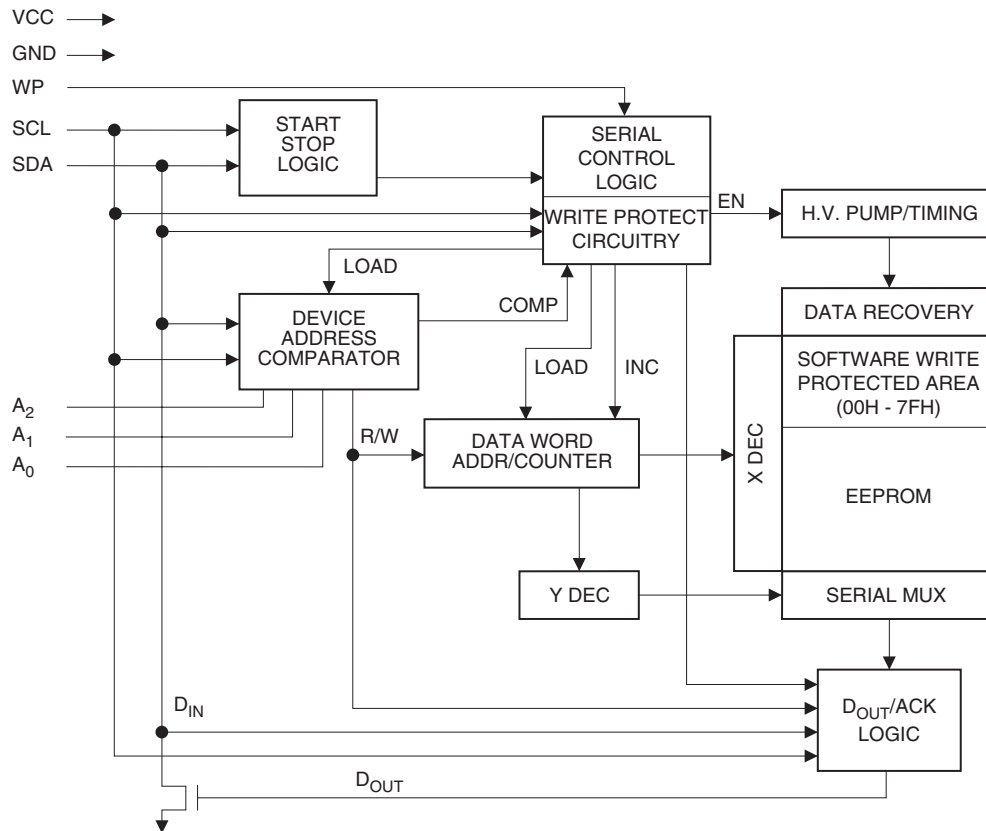 VCC
GND
WP
SCL
SDA
START
STOP
LOGIC
SERIAL
CONTROL
LOGIC
WRITE PROTECT
CIRCUITRY
EN
H.V. PUMP/TIMING
LOAD
COMP
DEVICE
ADDRESS
COMPARATOR
LOAD
INC
DATA RECOVERY
SOFTWARE WRITE
PROTECTED AREA
(00H - 7FH)
X DEC
EEPROM
A2
A1
A0
R/W
DATA WORD
ADDR/COUNTER
Y DEC
SERIAL MUX
DIN
DOUT/ACK
LOGIC
DOUT